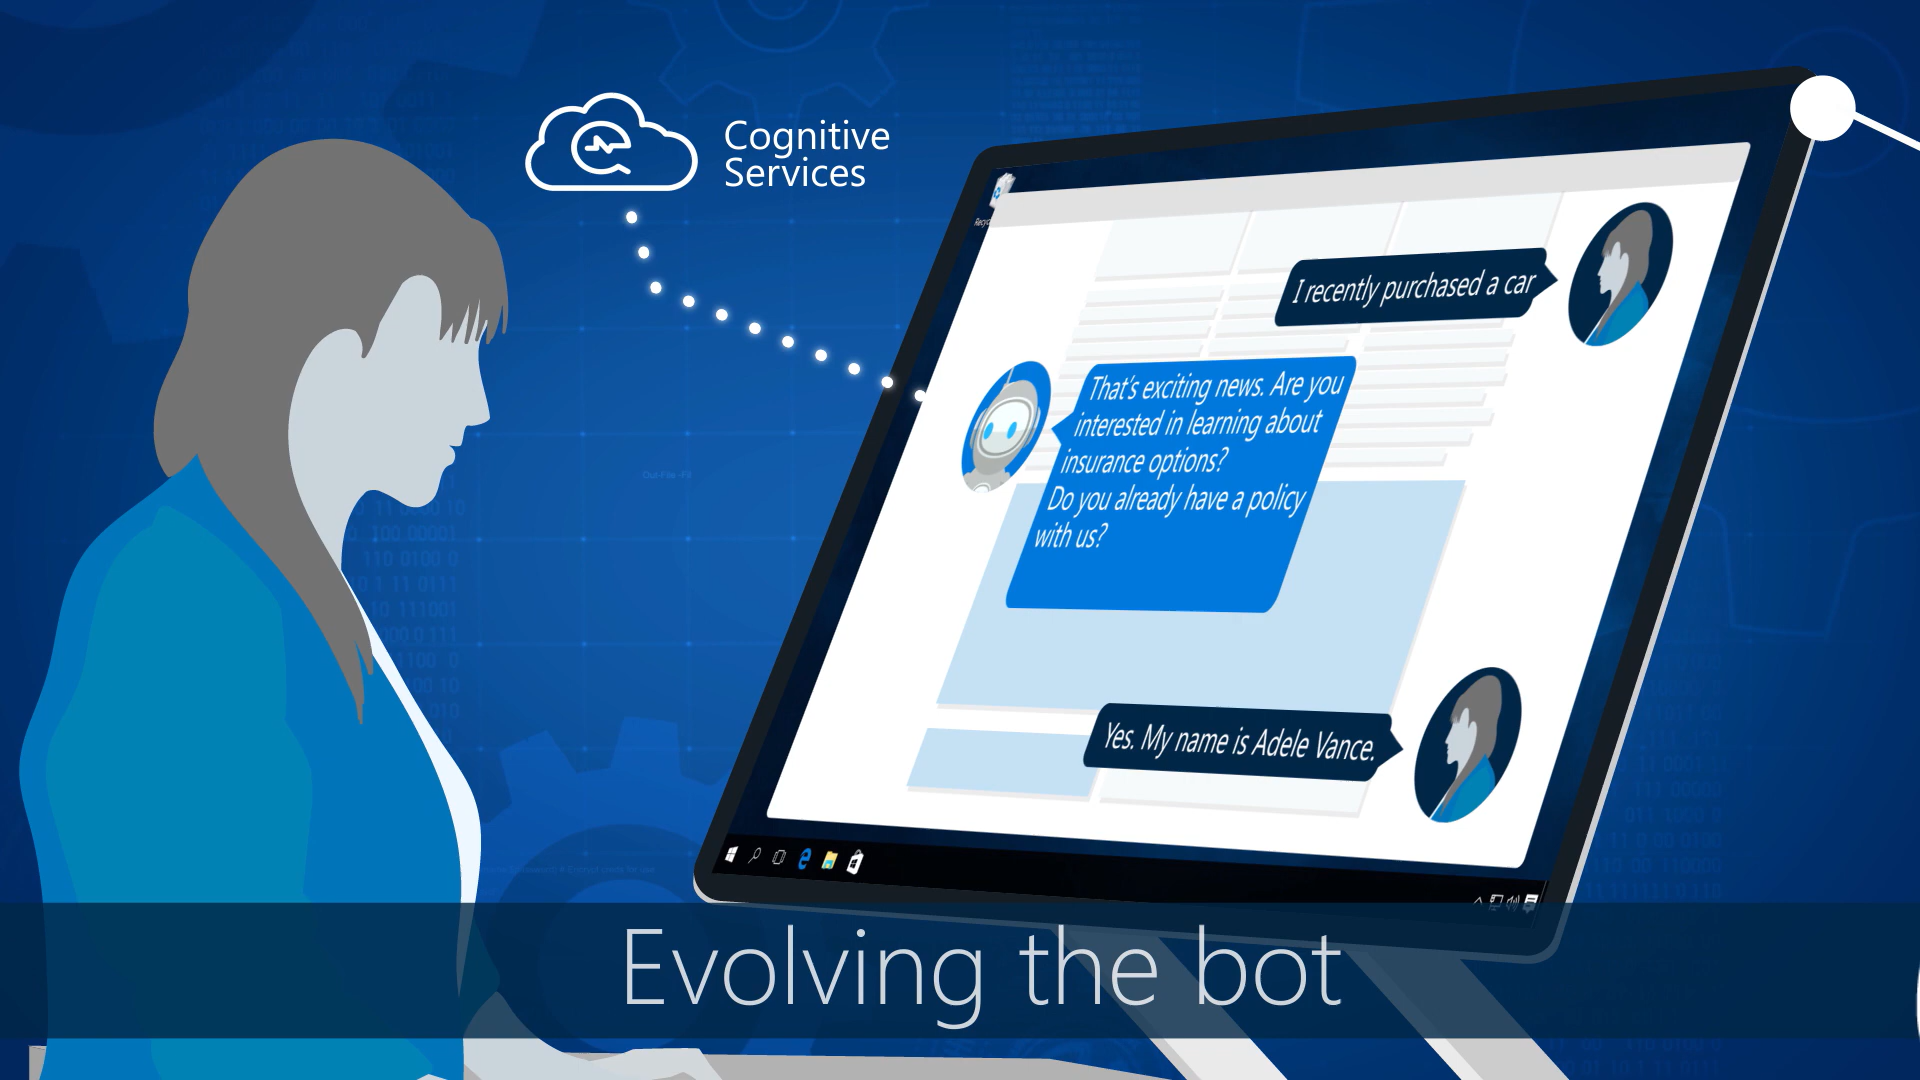 Cognitive
Services
I recently purchased a car
That's exciting news. Are you
interested in learning about
insurance options?
Do you already have a policy
with us?
Yes. My name is Adele Vance.
Evolving the bot